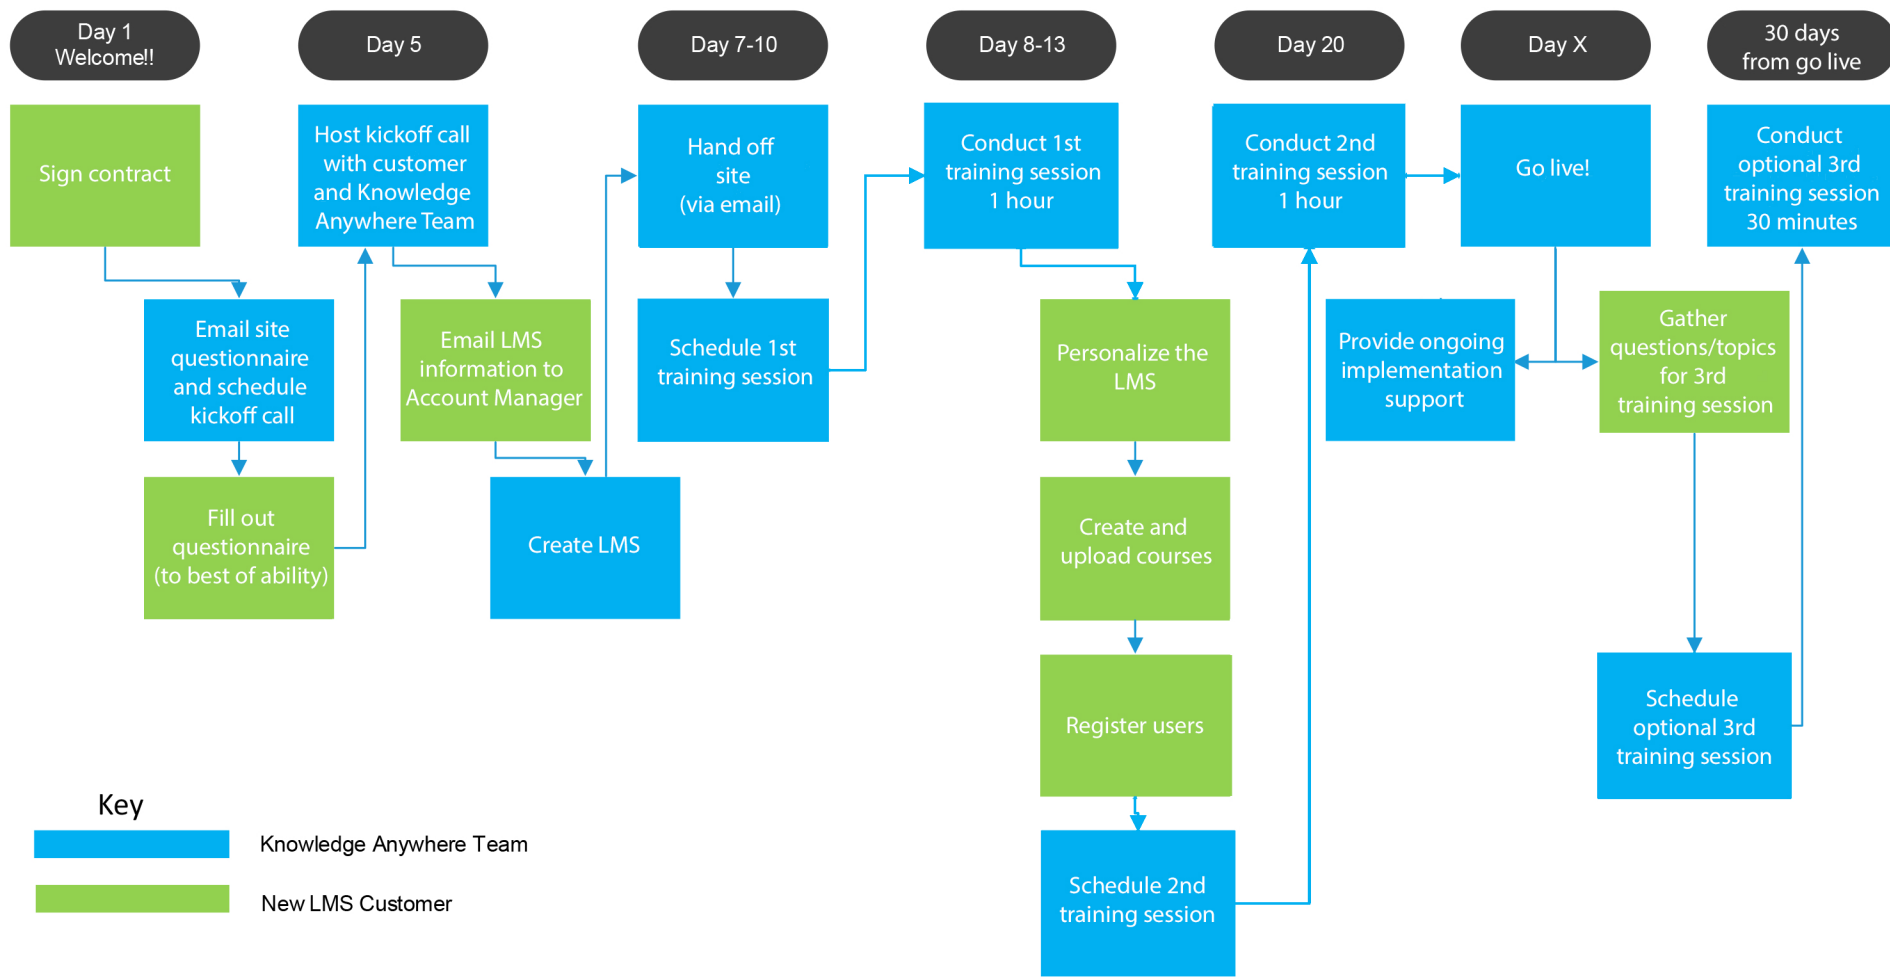 Day 1
Welcome!!
Day 5
Day 7-10
Day 8-13
Day 20
Day X
30 days
from go live
Sign contract
Email site
questionnaire
and schedule
kickoff call
Fill out
questionnaire
(to best of ability)
Host kickoff call
with customer
and Knowledge
Anywhere Team
Email LMS
information to
Account Manager
Create LMS
Hand off
site
(via email)
Schedule 1st
training session
Conduct 1st
training session
1 hour
Personalize the
LMS
Create and
upload courses
Register users
Schedule 2nd
training session
Conduct 2nd
training session
1 hour
Go live!
Provide ongoing
implementation
support
Gather
questions/topics
for 3rd
training session
Schedule
optional 3rd
training session
Conduct
optional 3rd
training session
30 minutes
Key
Knowledge Anywhere Team
New LMS Customer